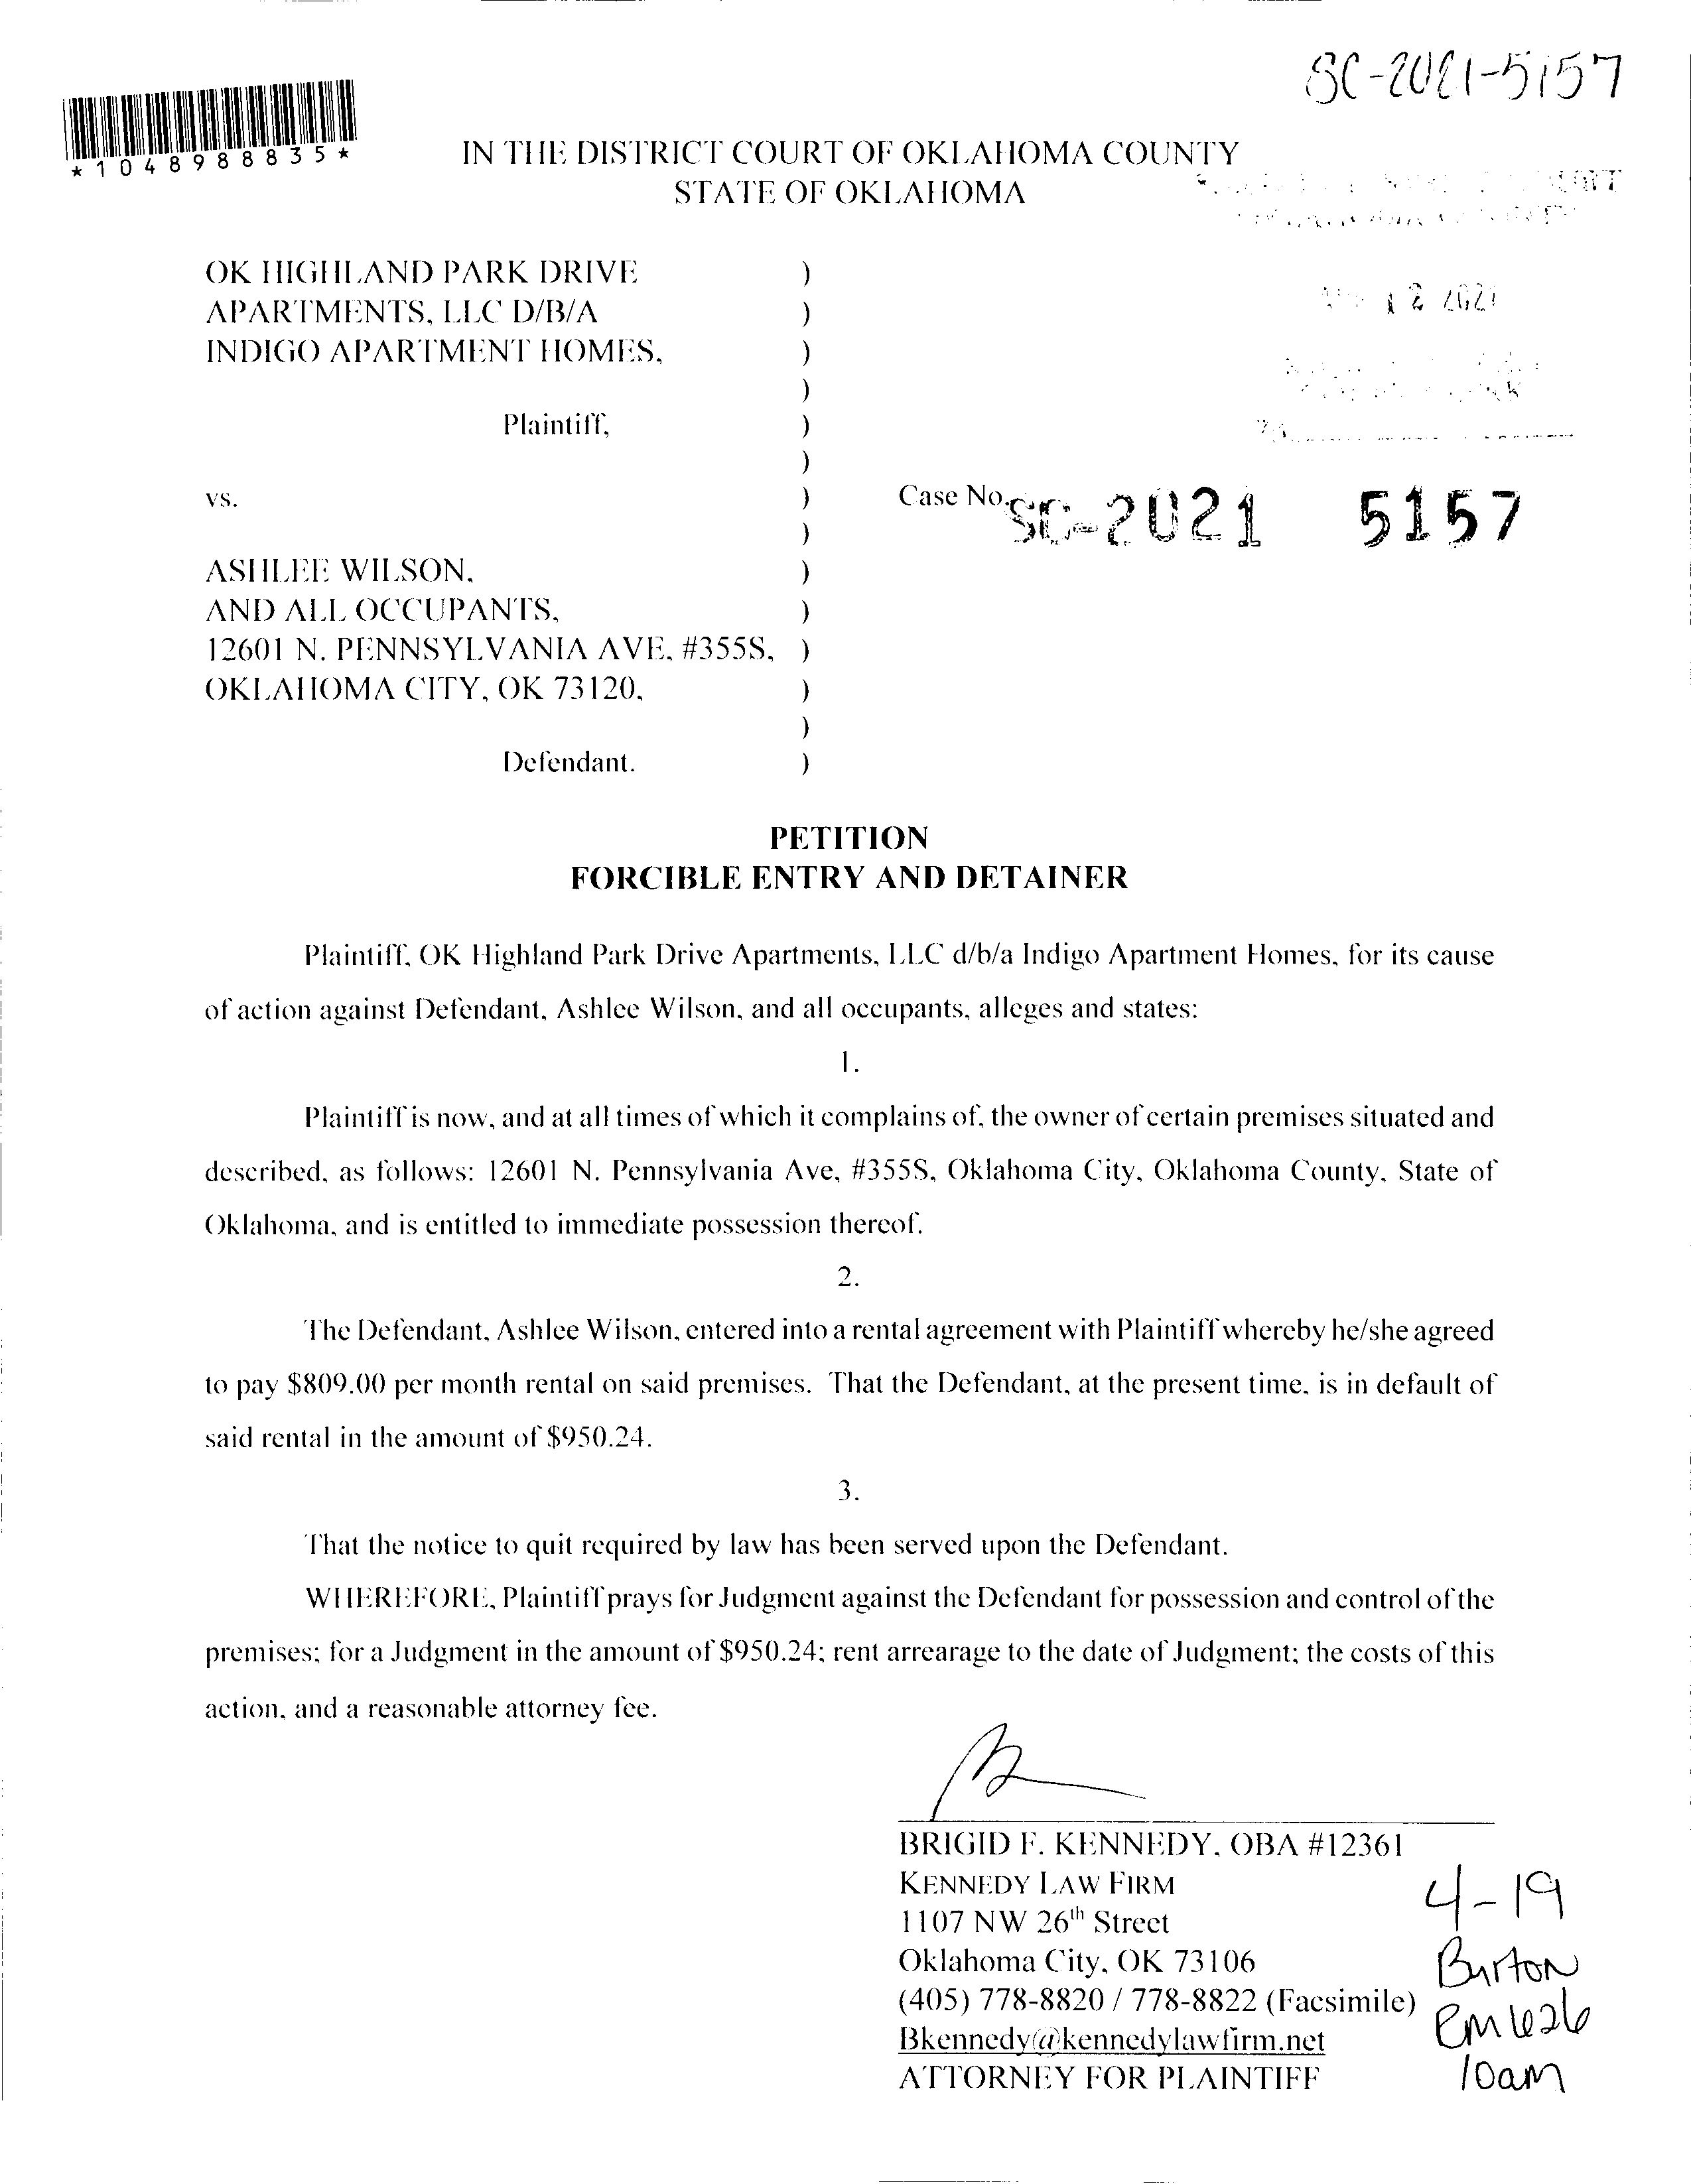 SC-2021-5157
*1048988835*
IN THE DISTRICT COURT OF OKLAHOMA COUNTY
STATE OF OKLAHOMA
OK HIGHLAND PARK DRIVE )
APARTMENTS, LLC D/B/A )
INDIGO APARTMENT HOMES, )
)
Plaintiff, )
)
vs. ) Case No. SC-2021 5157
)
ASHLEE WILSON, )
AND ALL OCCUPANTS, )
12601 N. PENNSYLVANIA AVE, #355S, )
OKLAHOMA CITY, OK 73120, )
)
Defendant. )
12 2021
PETITION
FORCIBLE ENTRY AND DETAINER
Plaintiff, OK Highland Park Drive Apartments, LLC d/b/a Indigo Apartment Homes, for its cause
of action against Defendant, Ashlee Wilson, and all occupants, alleges and states:
1.
Plaintiff is now, and at all times of which it complains of, the owner of certain premises situated and
described, as follows: 12601 N. Pennsylvania Ave, #355S, Oklahoma City, Oklahoma County, State of
Oklahoma, and is entitled to immediate possession thereof.
2.
The Defendant, Ashlee Wilson, entered into a rental agreement with Plaintiff whereby he/she agreed
to pay $809.00 per month rental on said premises. That the Defendant, at the present time, is in default of
said rental in the amount of $950.24.
3.
That the notice to quit required by law has been served upon the Defendant.
WHEREFORE, Plaintiff prays for Judgment against the Defendant for possession and control of the
premises; for a Judgment in the amount of $950.24; rent arrearage to the date of Judgment; the costs of this
action, and a reasonable attorney fee.
BRIGID F. KENNEDY, OBA #12361
KENNEDY LAW FIRM
1107 NW 26th Street
Oklahoma City, OK 73106
(405) 778-8820 / 778-8822 (Facsimile)
Bkennedy@kennedylawfirm.net
ATTORNEY FOR PLAINTIFF
4-19
Burton
Rm 626
10am